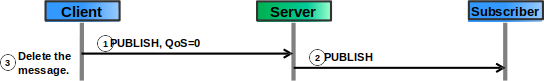 Client Server Subscriber
1 PUBLISH, QoS=0
2 PUBLISH
3 Delete the
message.